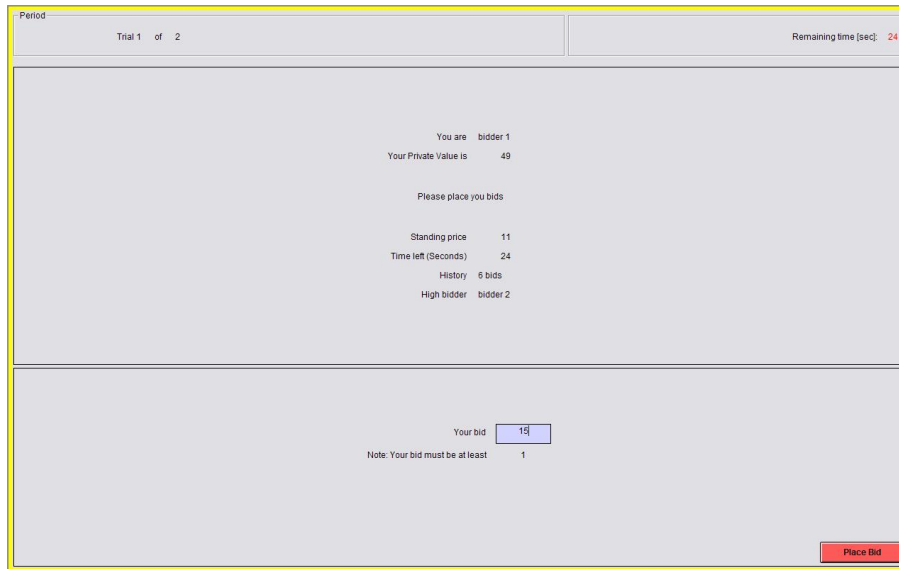 Period
Trial 1 of 2
Remaining time [sec]: 24
You are bidder 1
Your Private Value is 49
Please place you bids
Standing price 11
Time left (Seconds) 24
History 6 bids
High bidder bidder 2
Your bid 15
Note: Your bid must be at least 1
Place Bid